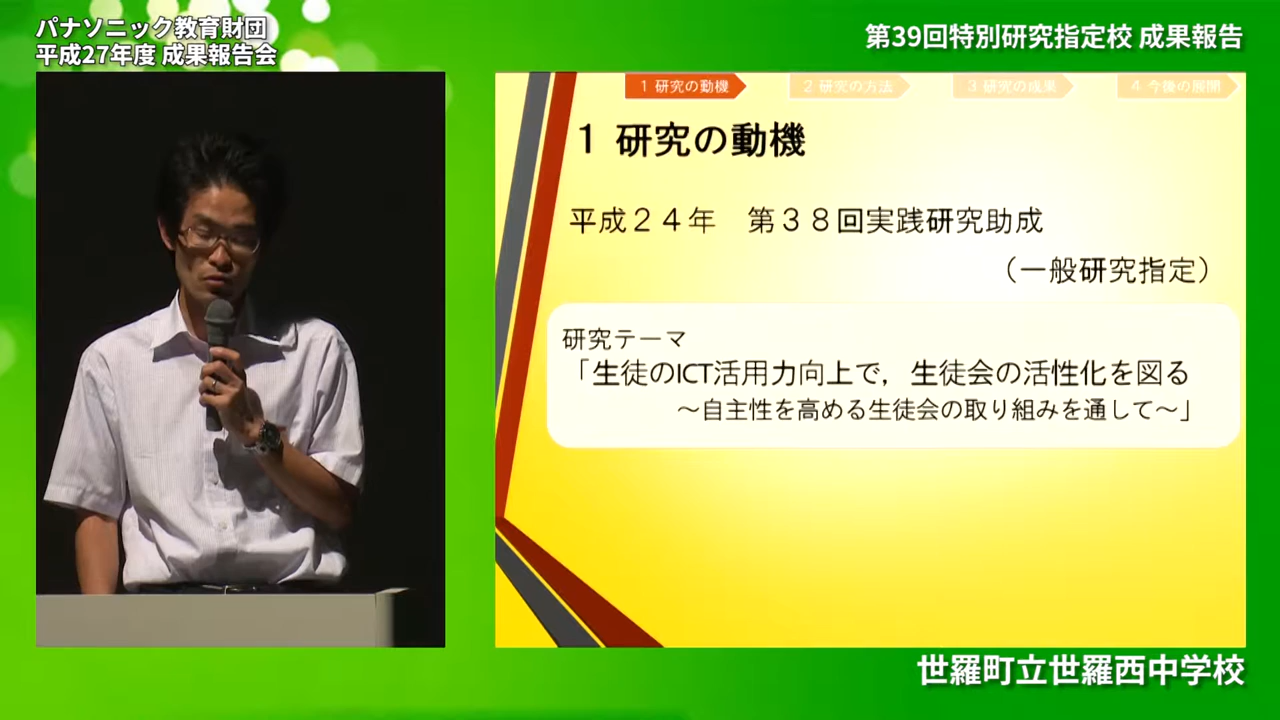 パナソニック教育財団
平成27年度 成果報告会
第39回特別研究指定校 成果報告
1 研究の動機
2 研究の方法
3 研究の成果
4 今後の展開
1 研究の動機
平成２４年　第３８回実践研究助成
（一般研究指定）
研究テーマ
「生徒のICT活用力向上で，生徒会の活性化を図る
～自主性を高める生徒会の取り組みを通して～」
世羅町立世羅西中学校